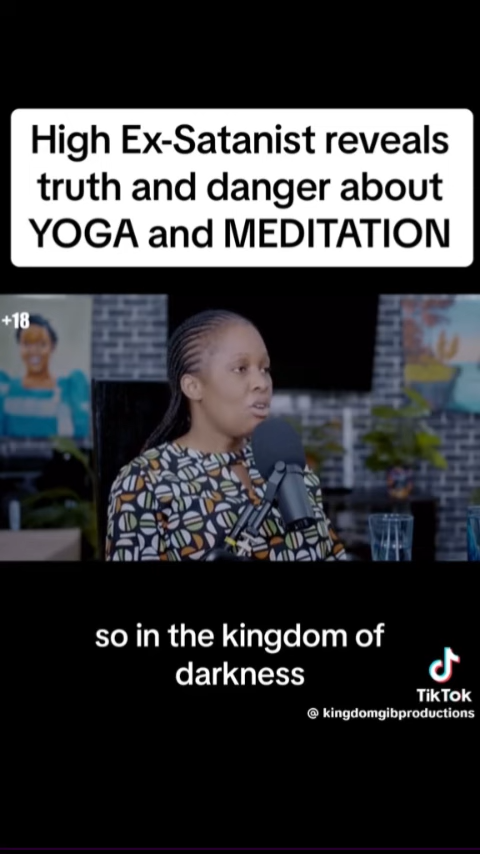 High Ex-Satanist reveals
truth and danger about
YOGA and MEDITATION
+18
so in the kingdom of
darkness
TikTok
@ kingdomgibproductions